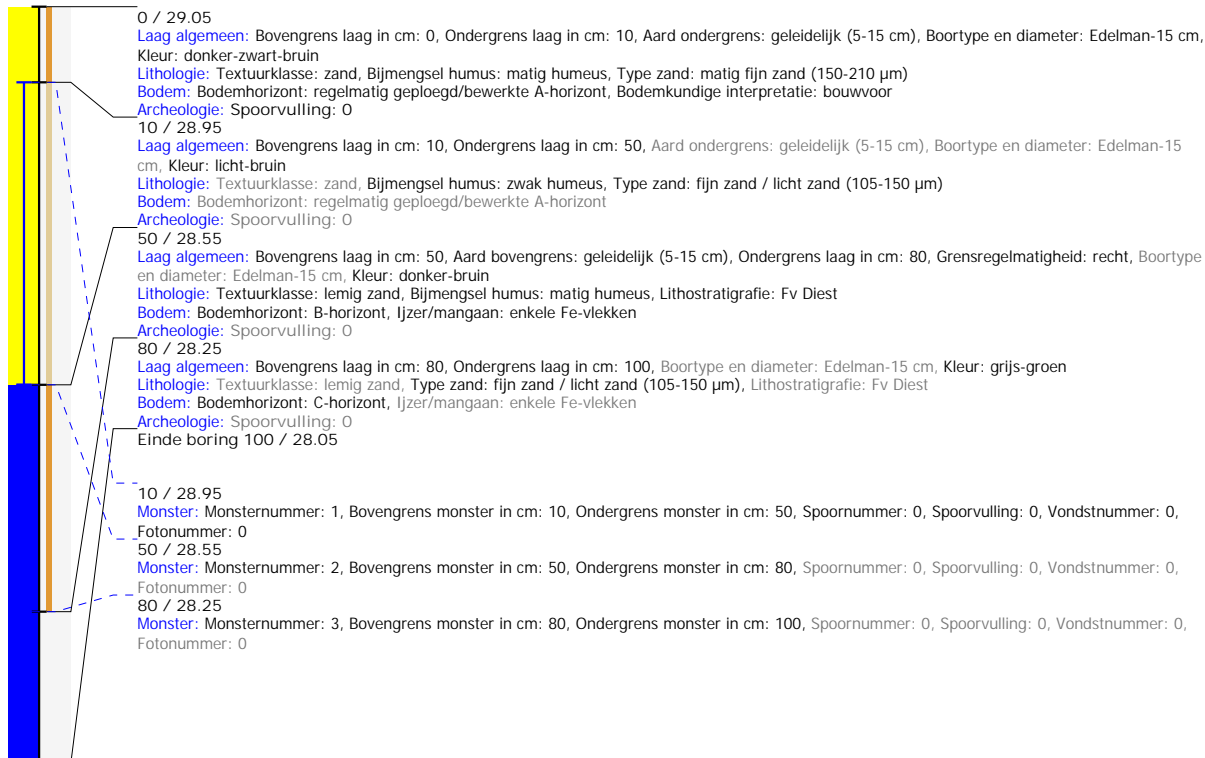 0 / 29.05
Laag algemeen: Bovengrens laag in cm: 0, Ondergrens laag in cm: 10, Aard ondergrens: geleidelijk (5-15 cm), Boortype en diameter: Edelman-15 cm,
Kleur: donker-zwart-bruin
Lithologie: Textuurklasse: zand, Bijmengsel humus: matig humeus, Type zand: matig fijn zand (150-210 µm)
Bodem: Bodemhorizont: regelmatig geploegd/bewerkte A-horizont, Bodemkundige interpretatie: bouwvoor
Archeologie: Spoorvulling: 0
10 / 28.95
Laag algemeen: Bovengrens laag in cm: 10, Ondergrens laag in cm: 50, Aard ondergrens: geleidelijk (5-15 cm), Boortype en diameter: Edelman-15
cm, Kleur: licht-bruin
Lithologie: Textuurklasse: zand, Bijmengsel humus: zwak humeus, Type zand: fijn zand / licht zand (105-150 µm)
Bodem: Bodemhorizont: regelmatig geploegd/bewerkte A-horizont
Archeologie: Spoorvulling: 0
50 / 28.55
Laag algemeen: Bovengrens laag in cm: 50, Aard bovengrens: geleidelijk (5-15 cm), Ondergrens laag in cm: 80, Grensregelmatigheid: recht, Boortype
en diameter: Edelman-15 cm, Kleur: donker-bruin
Lithologie: Textuurklasse: lemig zand, Bijmengsel humus: matig humeus, Lithostratigrafie: Fv Diest
Bodem: Bodemhorizont: B-horizont, Ijzer/mangaan: enkele Fe-vlekken
Archeologie: Spoorvulling: 0
80 / 28.25
Laag algemeen: Bovengrens laag in cm: 80, Ondergrens laag in cm: 100, Boortype en diameter: Edelman-15 cm, Kleur: grijs-groen
Lithologie: Textuurklasse: lemig zand, Type zand: fijn zand / licht zand (105-150 µm), Lithostratigrafie: Fv Diest
Bodem: Bodemhorizont: C-horizont, Ijzer/mangaan: enkele Fe-vlekken
Archeologie: Spoorvulling: 0
Einde boring 100 / 28.05
10 / 28.95
Monster: Monsternummer: 1, Bovengrens monster in cm: 10, Ondergrens monster in cm: 50, Spoornummer: 0, Spoorvulling: 0, Vondstnummer: 0,
Fotonummer: 0
50 / 28.55
Monster: Monsternummer: 2, Bovengrens monster in cm: 50, Ondergrens monster in cm: 80, Spoornummer: 0, Spoorvulling: 0, Vondstnummer: 0,
Fotonummer: 0
80 / 28.25
Monster: Monsternummer: 3, Bovengrens monster in cm: 80, Ondergrens monster in cm: 100, Spoornummer: 0, Spoorvulling: 0, Vondstnummer: 0,
Fotonummer: 0